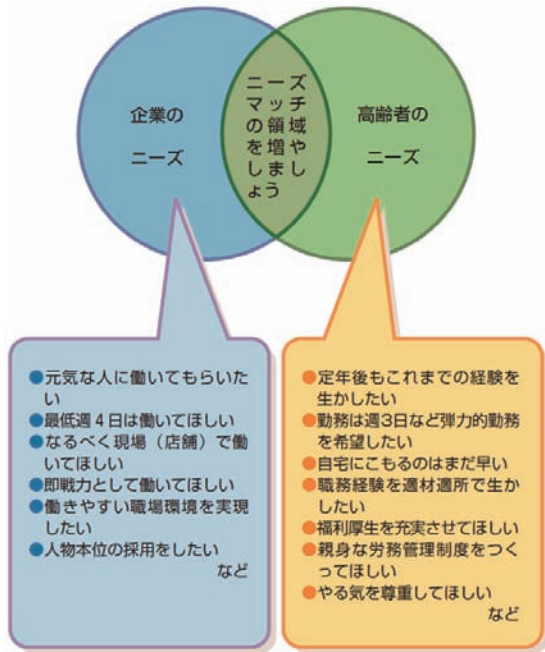 企業の
ニーズ
ニーズ
マッチ
の領域
を増や
しまし
ょう
高齢者の
ニーズ
●元気な人に働いてもらいた
い
●最低週4日は働いてほしい
●なるべく現場(店舗)で働
いてほしい
●即戦力として働いてほしい
●働きやすい職場環境を実現
したい
●人物本位の採用をしたい
など
●定年後もこれまでの経験を
生かしたい
●勤務は週3日など弾力的勤務
を希望したい
●自宅にこもるのはまだ早い
●職務経験を適材適所で生か
したい
●福利厚生を充実させてほしい
●親身な労務管理制度をつく
ってほしい
●やる気を尊重してほしい
など